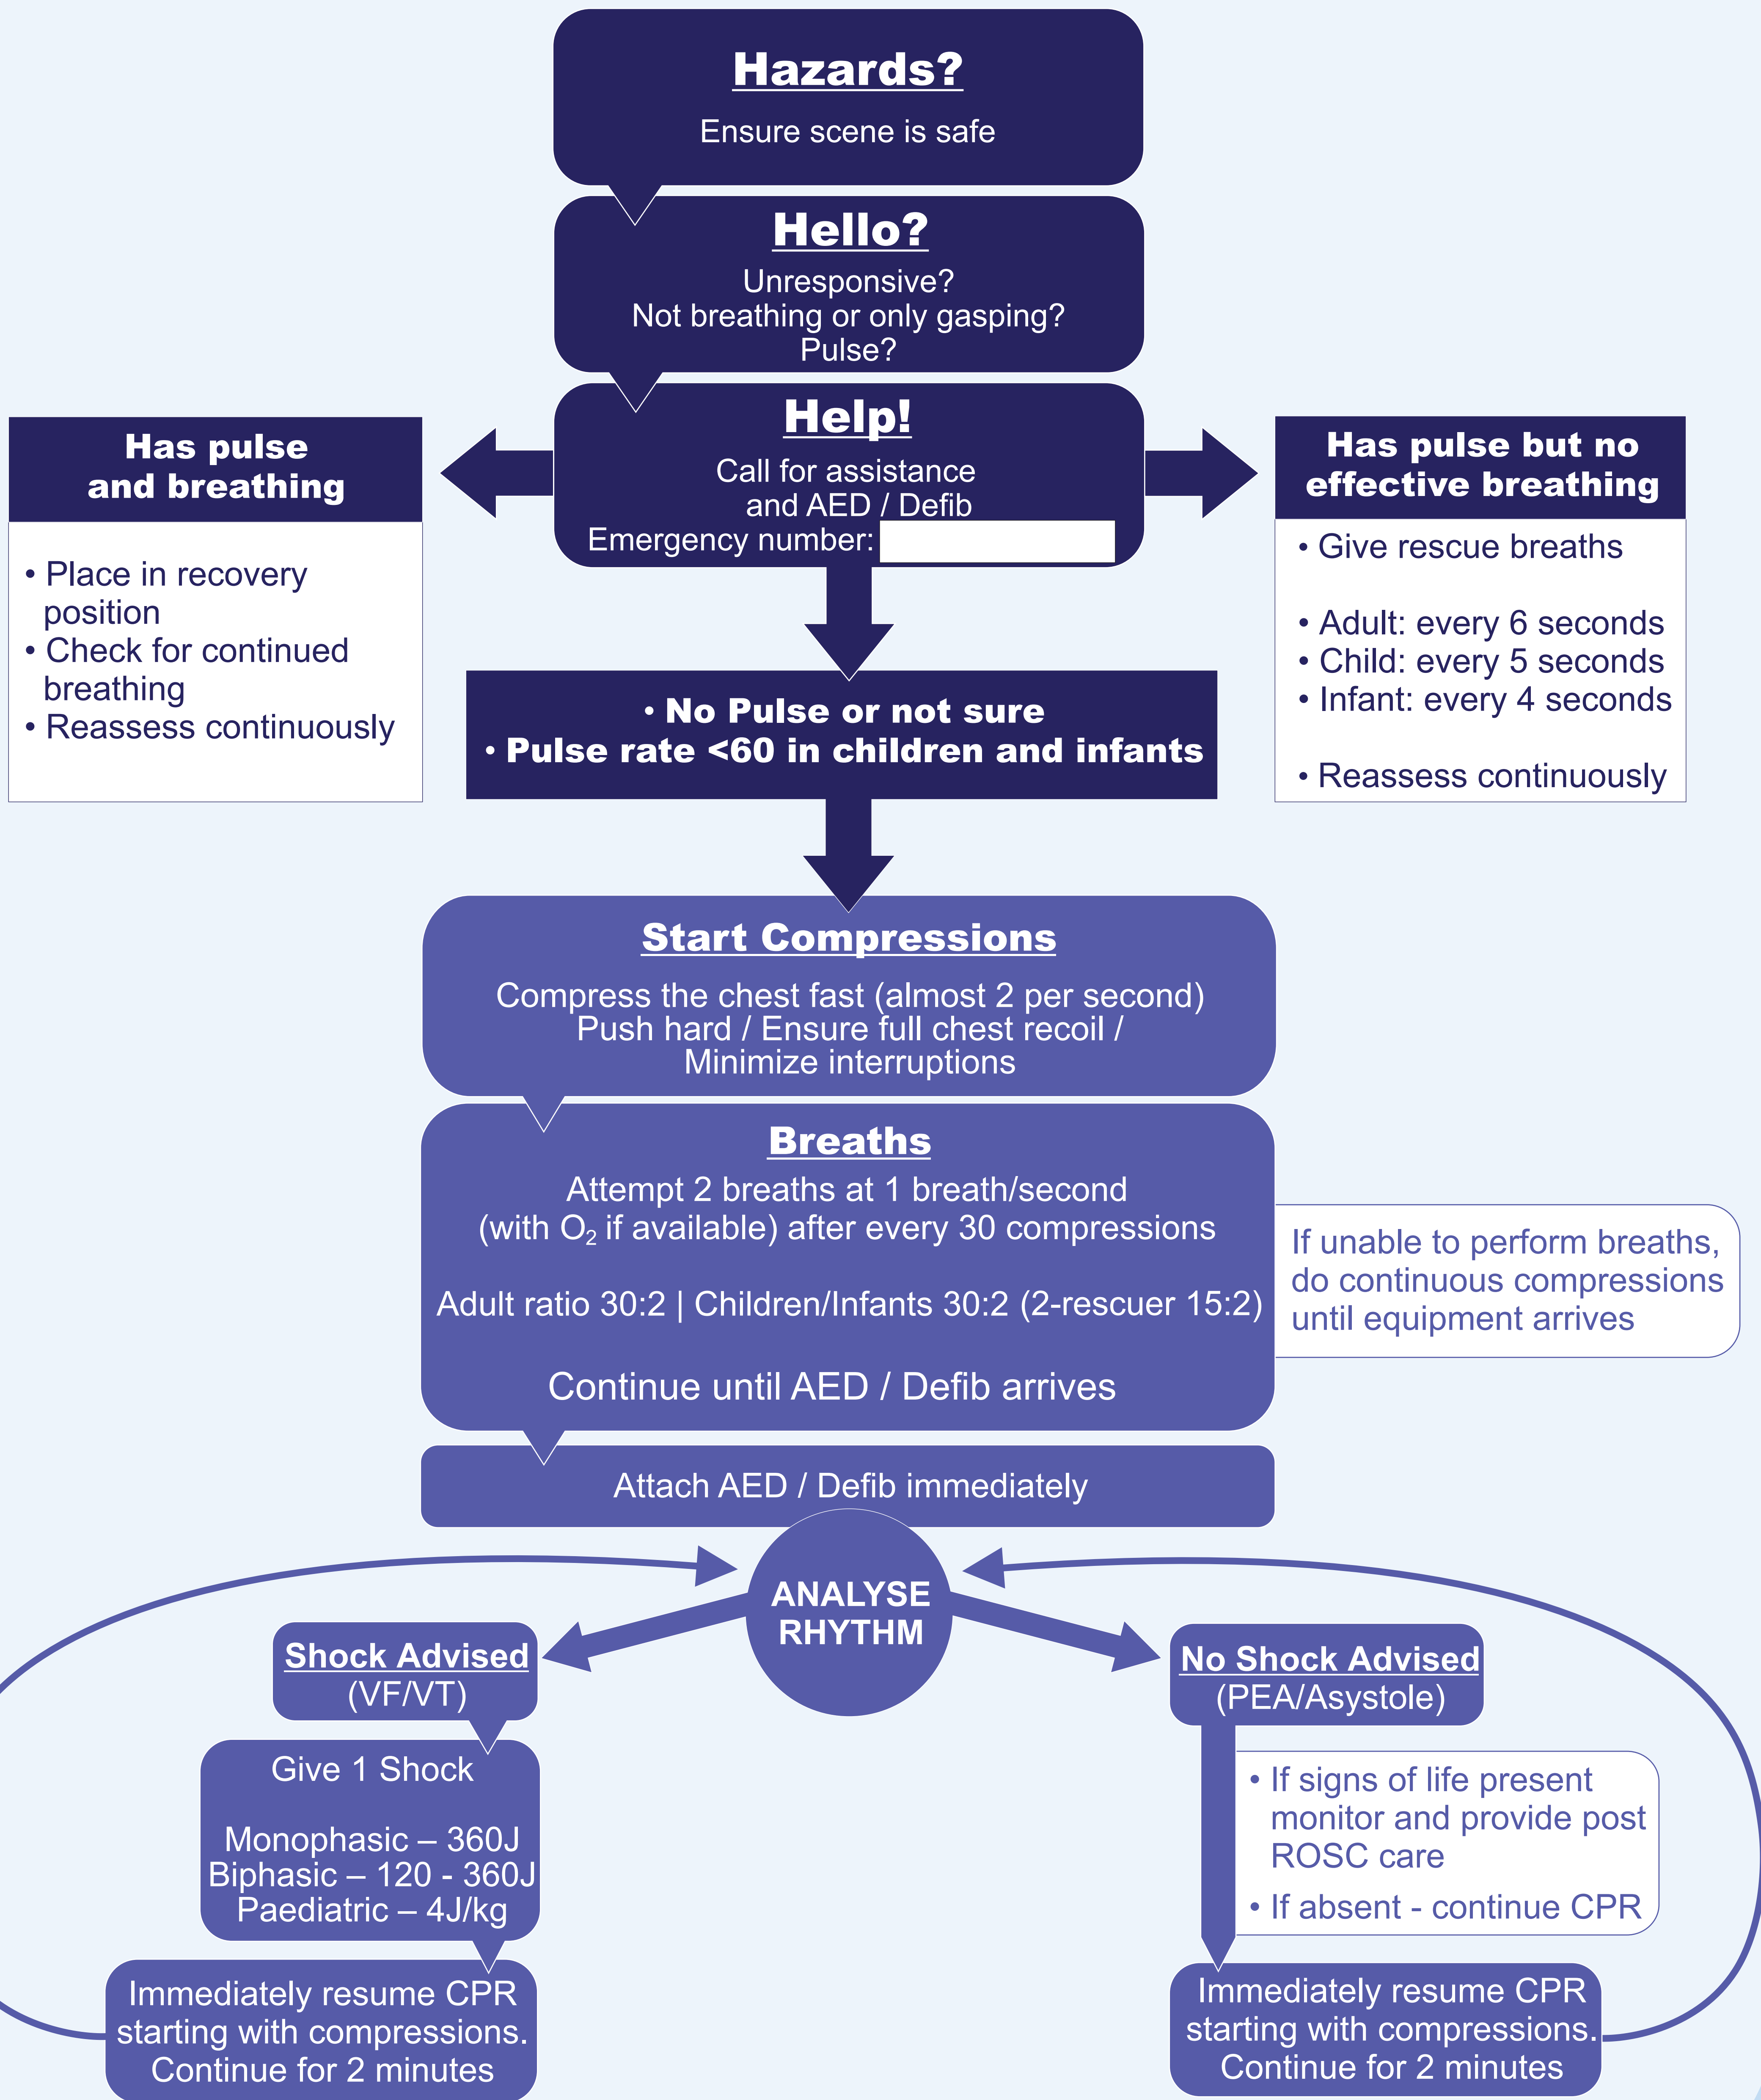 Hazards?
Ensure scene is safe
Hello?
Unresponsive?
Not breathing or only gasping?
Pulse?
Help!
Call for assistance
and AED / Defib
Emergency number:
Has pulse
and breathing
• Place in recovery
position
• Check for continued
breathing
• Reassess continuously
Has pulse but no
effective breathing
• Give rescue breaths
• Adult: every 6 seconds
• Child: every 5 seconds
• Infant: every 4 seconds
• Reassess continuously
• No Pulse or not sure
• Pulse rate <60 in children and infants
Start Compressions
Compress the chest fast (almost 2 per second)
Push hard / Ensure full chest recoil /
Minimize interruptions
Breaths
Attempt 2 breaths at 1 breath/second
(with O₂ if available) after every 30 compressions
Adult ratio 30:2 | Children/Infants 30:2 (2-rescuer 15:2)
Continue until AED / Defib arrives
If unable to perform breaths,
do continuous compressions
until equipment arrives
Attach AED / Defib immediately
ANALYSE
RHYTHM
Shock Advised
(VF/VT)
Give 1 Shock
Monophasic – 360J
Biphasic – 120 - 360J
Paediatric – 4J/kg
Immediately resume CPR
starting with compressions.
Continue for 2 minutes
No Shock Advised
(PEA/Asystole)
• If signs of life present
monitor and provide post
ROSC care
• If absent - continue CPR
Immediately resume CPR
starting with compressions.
Continue for 2 minutes